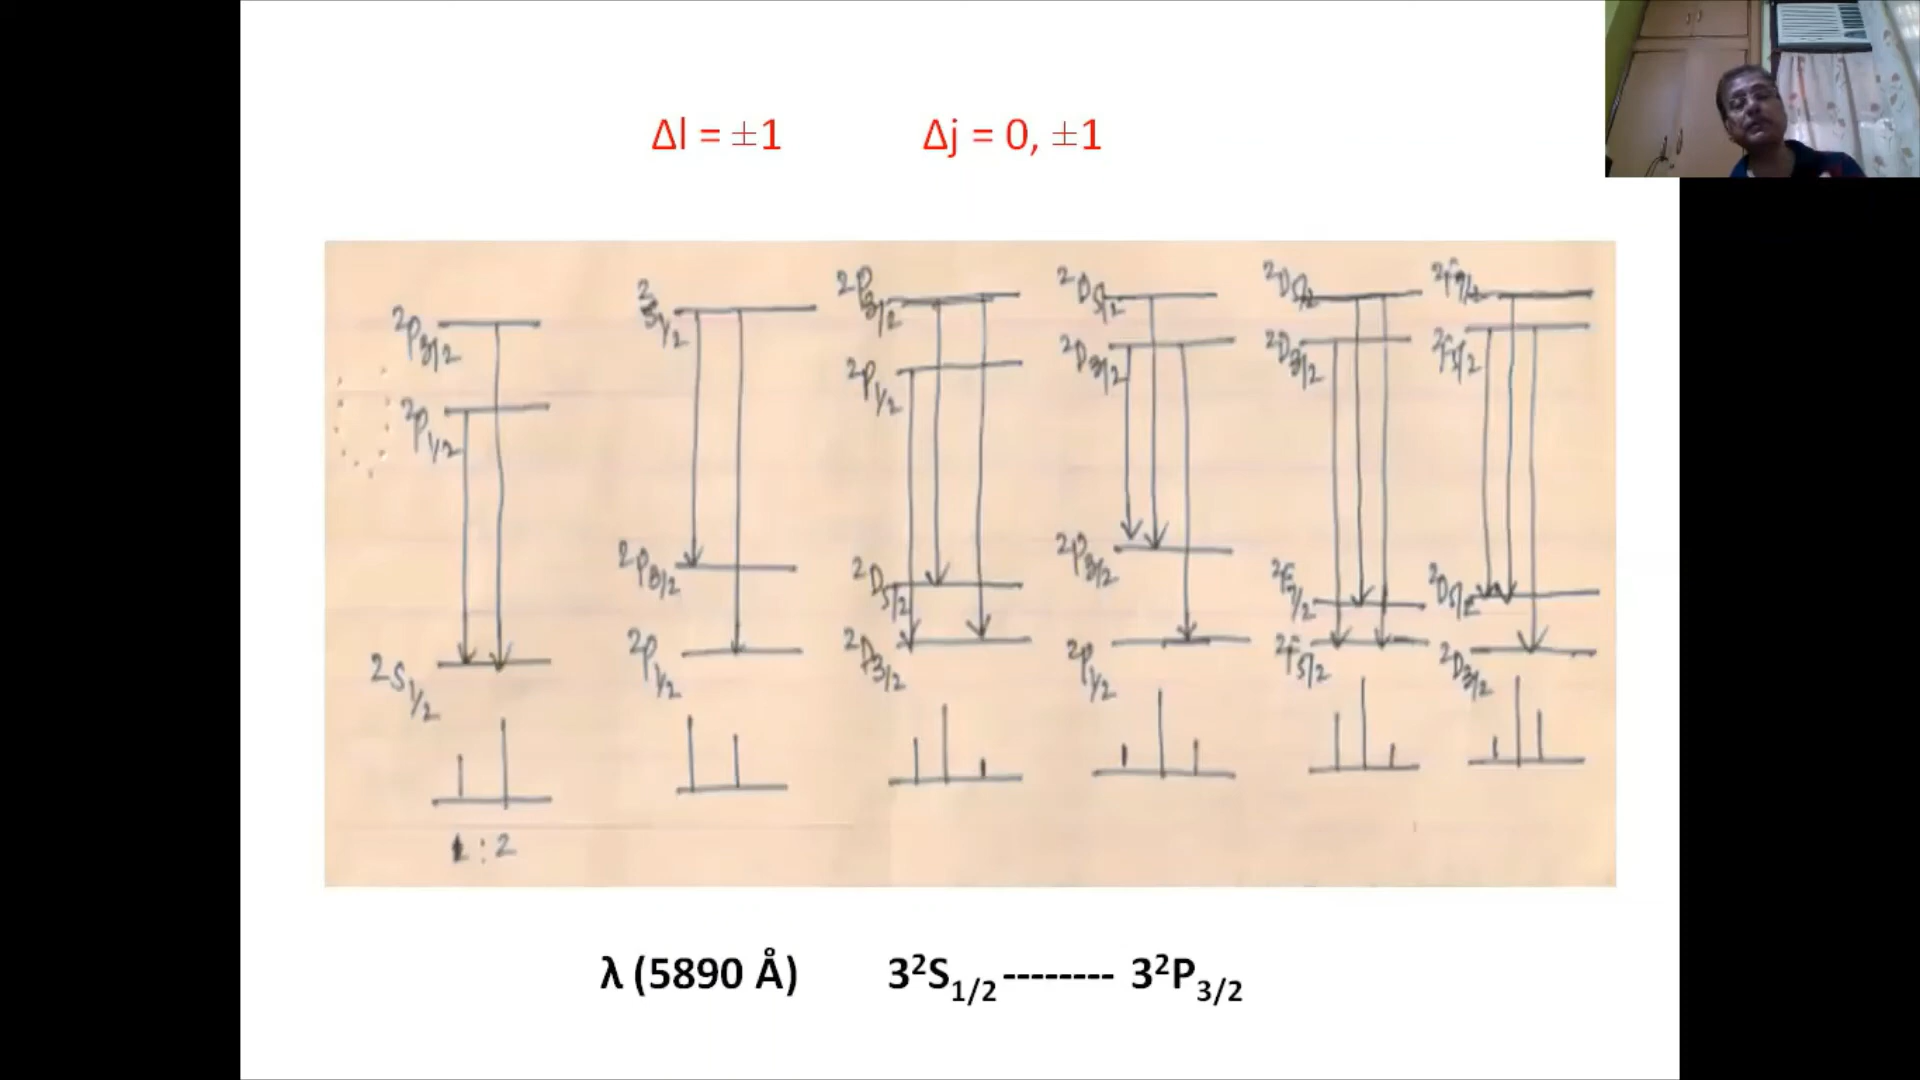 Δl = ±1 Δj = 0, ±1
²P3/2
²P1/2
²S1/2
1 : 2
²S1/2
²P3/2
²P1/2
²P3/2
²P1/2
²D5/2
²D3/2
²D5/2
²D3/2
²P3/2
²P1/2
²D5/2
²D3/2
²F7/2
²F5/2
²F7/2
²F5/2
²D5/2
²D3/2
λ (5890 Å) 3²S1/2-------- 3²P3/2